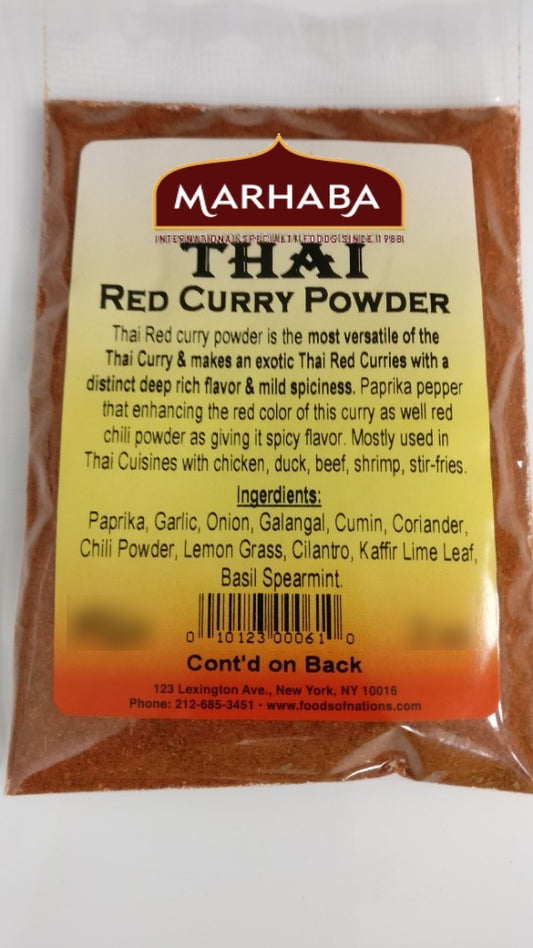 MARHABA
INTERNATIONAL SPECIALTY FOODS SINCE 1988
THAI
RED CURRY POWDER
Thai Red curry powder is the most versatile of the
Thai Curry & makes an exotic Thai Red Curries with a
distinct deep rich flavor & mild spiciness. Paprika pepper
that enhancing the red color of this curry as well red
chili powder as giving it spicy flavor. Mostly used in
Thai Cuisines with chicken, duck, beef, shrimp, stir-fries.
Ingerdients:
Paprika, Garlic, Onion, Galangal, Cumin, Coriander,
Chili Powder, Lemon Grass, Cilantro, Kaffir Lime Leaf,
Basil Spearmint.
0 10123 00061 0
Cont'd on Back
123 Lexington Ave., New York, NY 10016
Phone: 212-685-3451 · www.foodsofnations.com